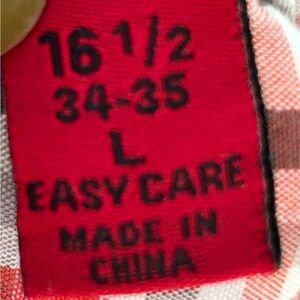 16 1/2
34-35
L
EASY CARE
MADE IN
CHINA